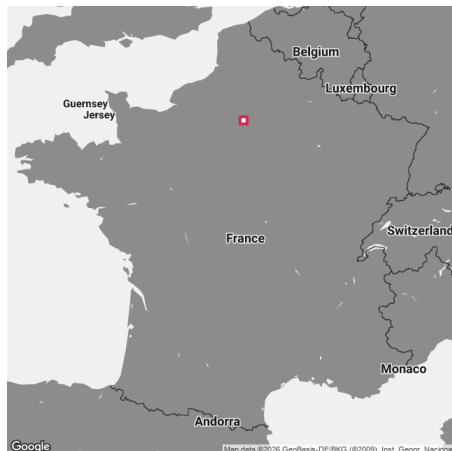 Belgium
Luxembourg
Guernsey
Jersey
France
Switzerland
Monaco
Andorra
Google
Map data ©2026 GeoBasis-DE/BKG (©2009), Inst. Geogr. Nacional